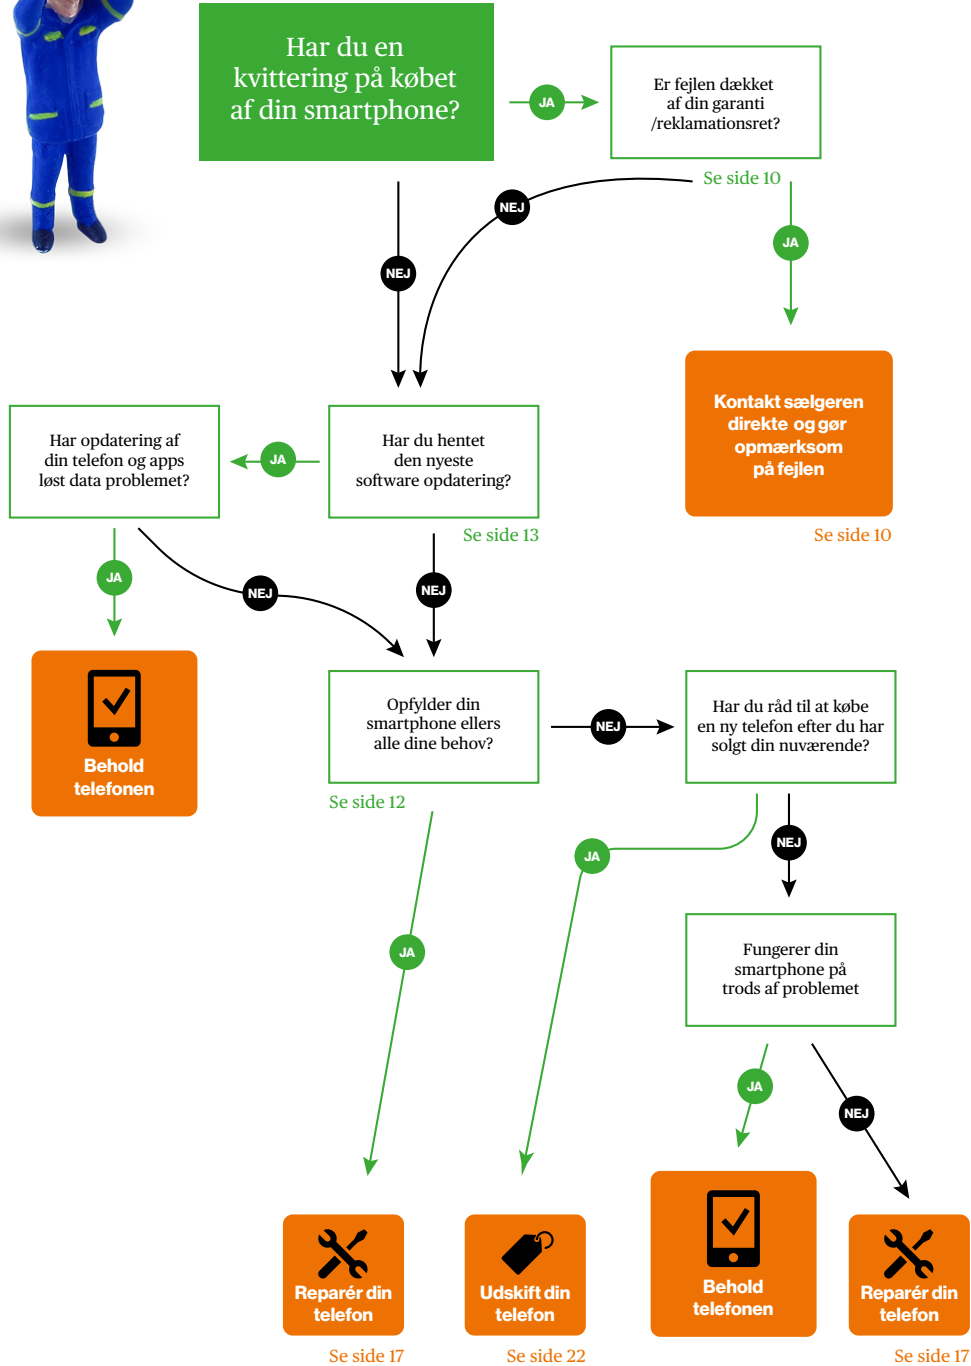 Har du en
kvittering på købet
af din smartphone?
JA
Er fejlen dækket
af din garanti
/reklamationsret?
Se side 10
NEJ
JA
NEJ
Kontakt sælgeren
direkte og gør
opmærksom
på fejlen
Se side 10
Har opdatering af
din telefon og apps
løst data problemet?
JA
Har du hentet
den nyeste
software opdatering?
Se side 13
JA
NEJ
NEJ
Behold
telefonen
Opfylder din
smartphone ellers
alle dine behov?
Se side 12
NEJ
Har du råd til at købe
en ny telefon efter du har
solgt din nuværende?
JA
NEJ
JA
Fungerer din
smartphone på
trods af problemet
JA
NEJ
Reparér din
telefon
Se side 17
Udskift din
telefon
Se side 22
Behold
telefonen
Reparér din
telefon
Se side 17